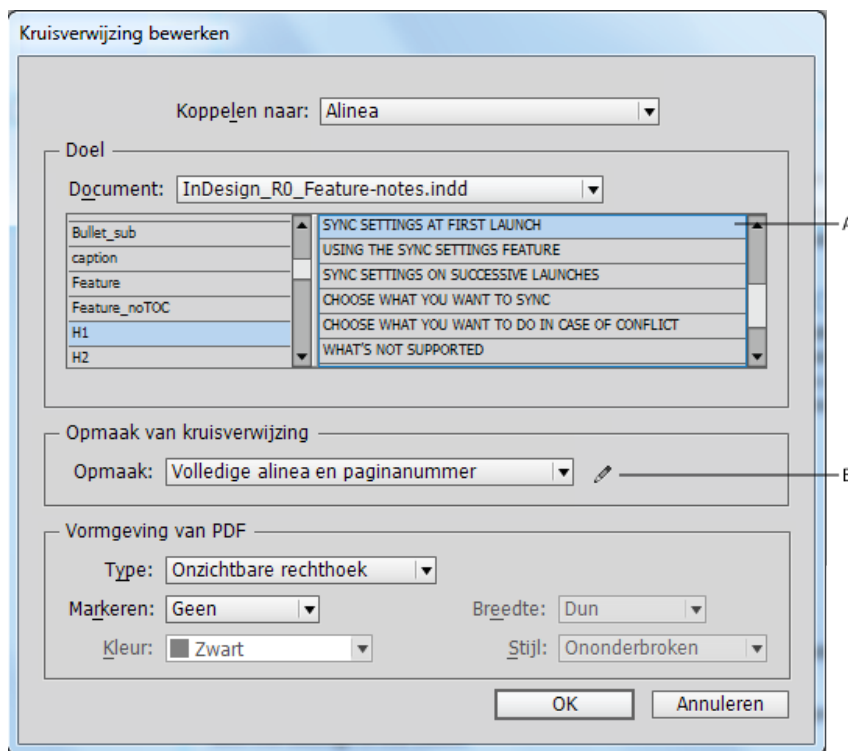 Kruisverwijzing bewerken
Koppelen naar: Alinea
Doel
Document: InDesign_R0_Feature-notes.indd
Bullet_sub
caption
Feature
Feature_noTOC
H1
H2
SYNC SETTINGS AT FIRST LAUNCH
USING THE SYNC SETTINGS FEATURE
SYNC SETTINGS ON SUCCESSIVE LAUNCHES
CHOOSE WHAT YOU WANT TO SYNC
CHOOSE WHAT YOU WANT TO DO IN CASE OF CONFLICT
WHAT'S NOT SUPPORTED
A
Opmaak van kruisverwijzing
Opmaak: Volledige alinea en paginanummer
B
Vormgeving van PDF
Type: Onzichtbare rechthoek
Markeren: Geen
Breedte: Dun
Kleur: Zwart
Stijl: Ononderbroken
OK
Annuleren